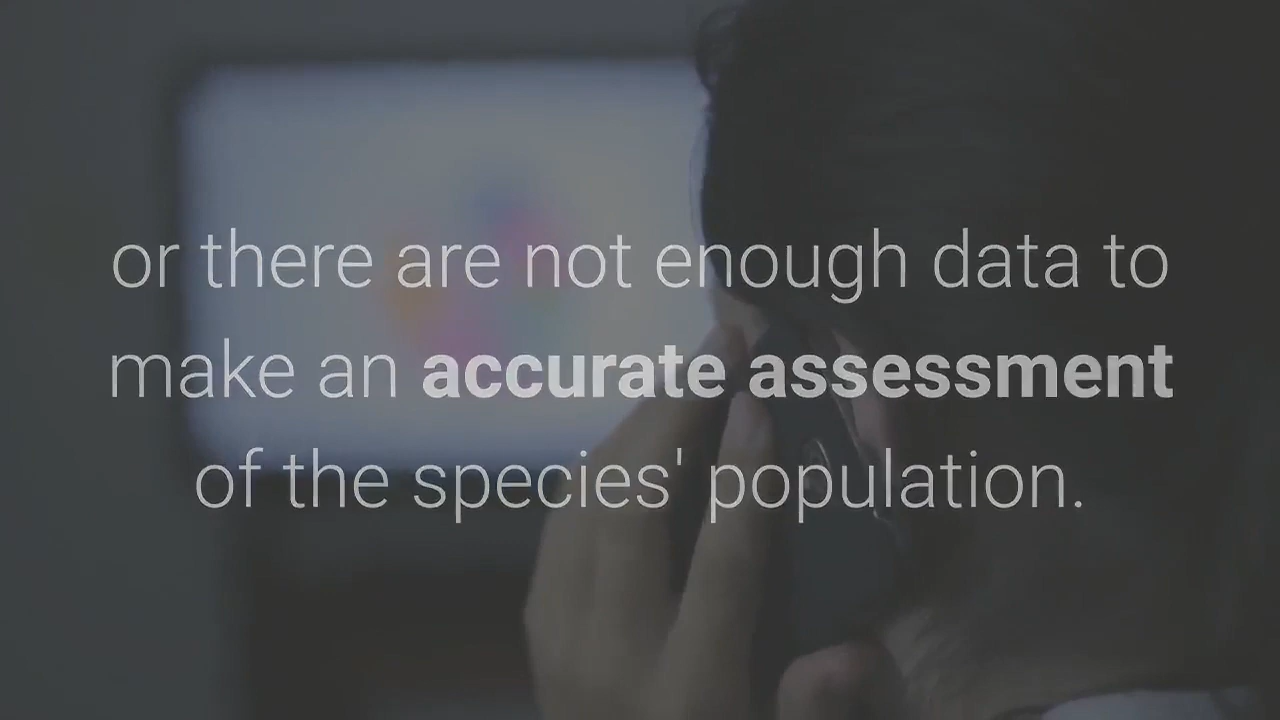 or there are not enough data to
make an accurate assessment
of the species' population.